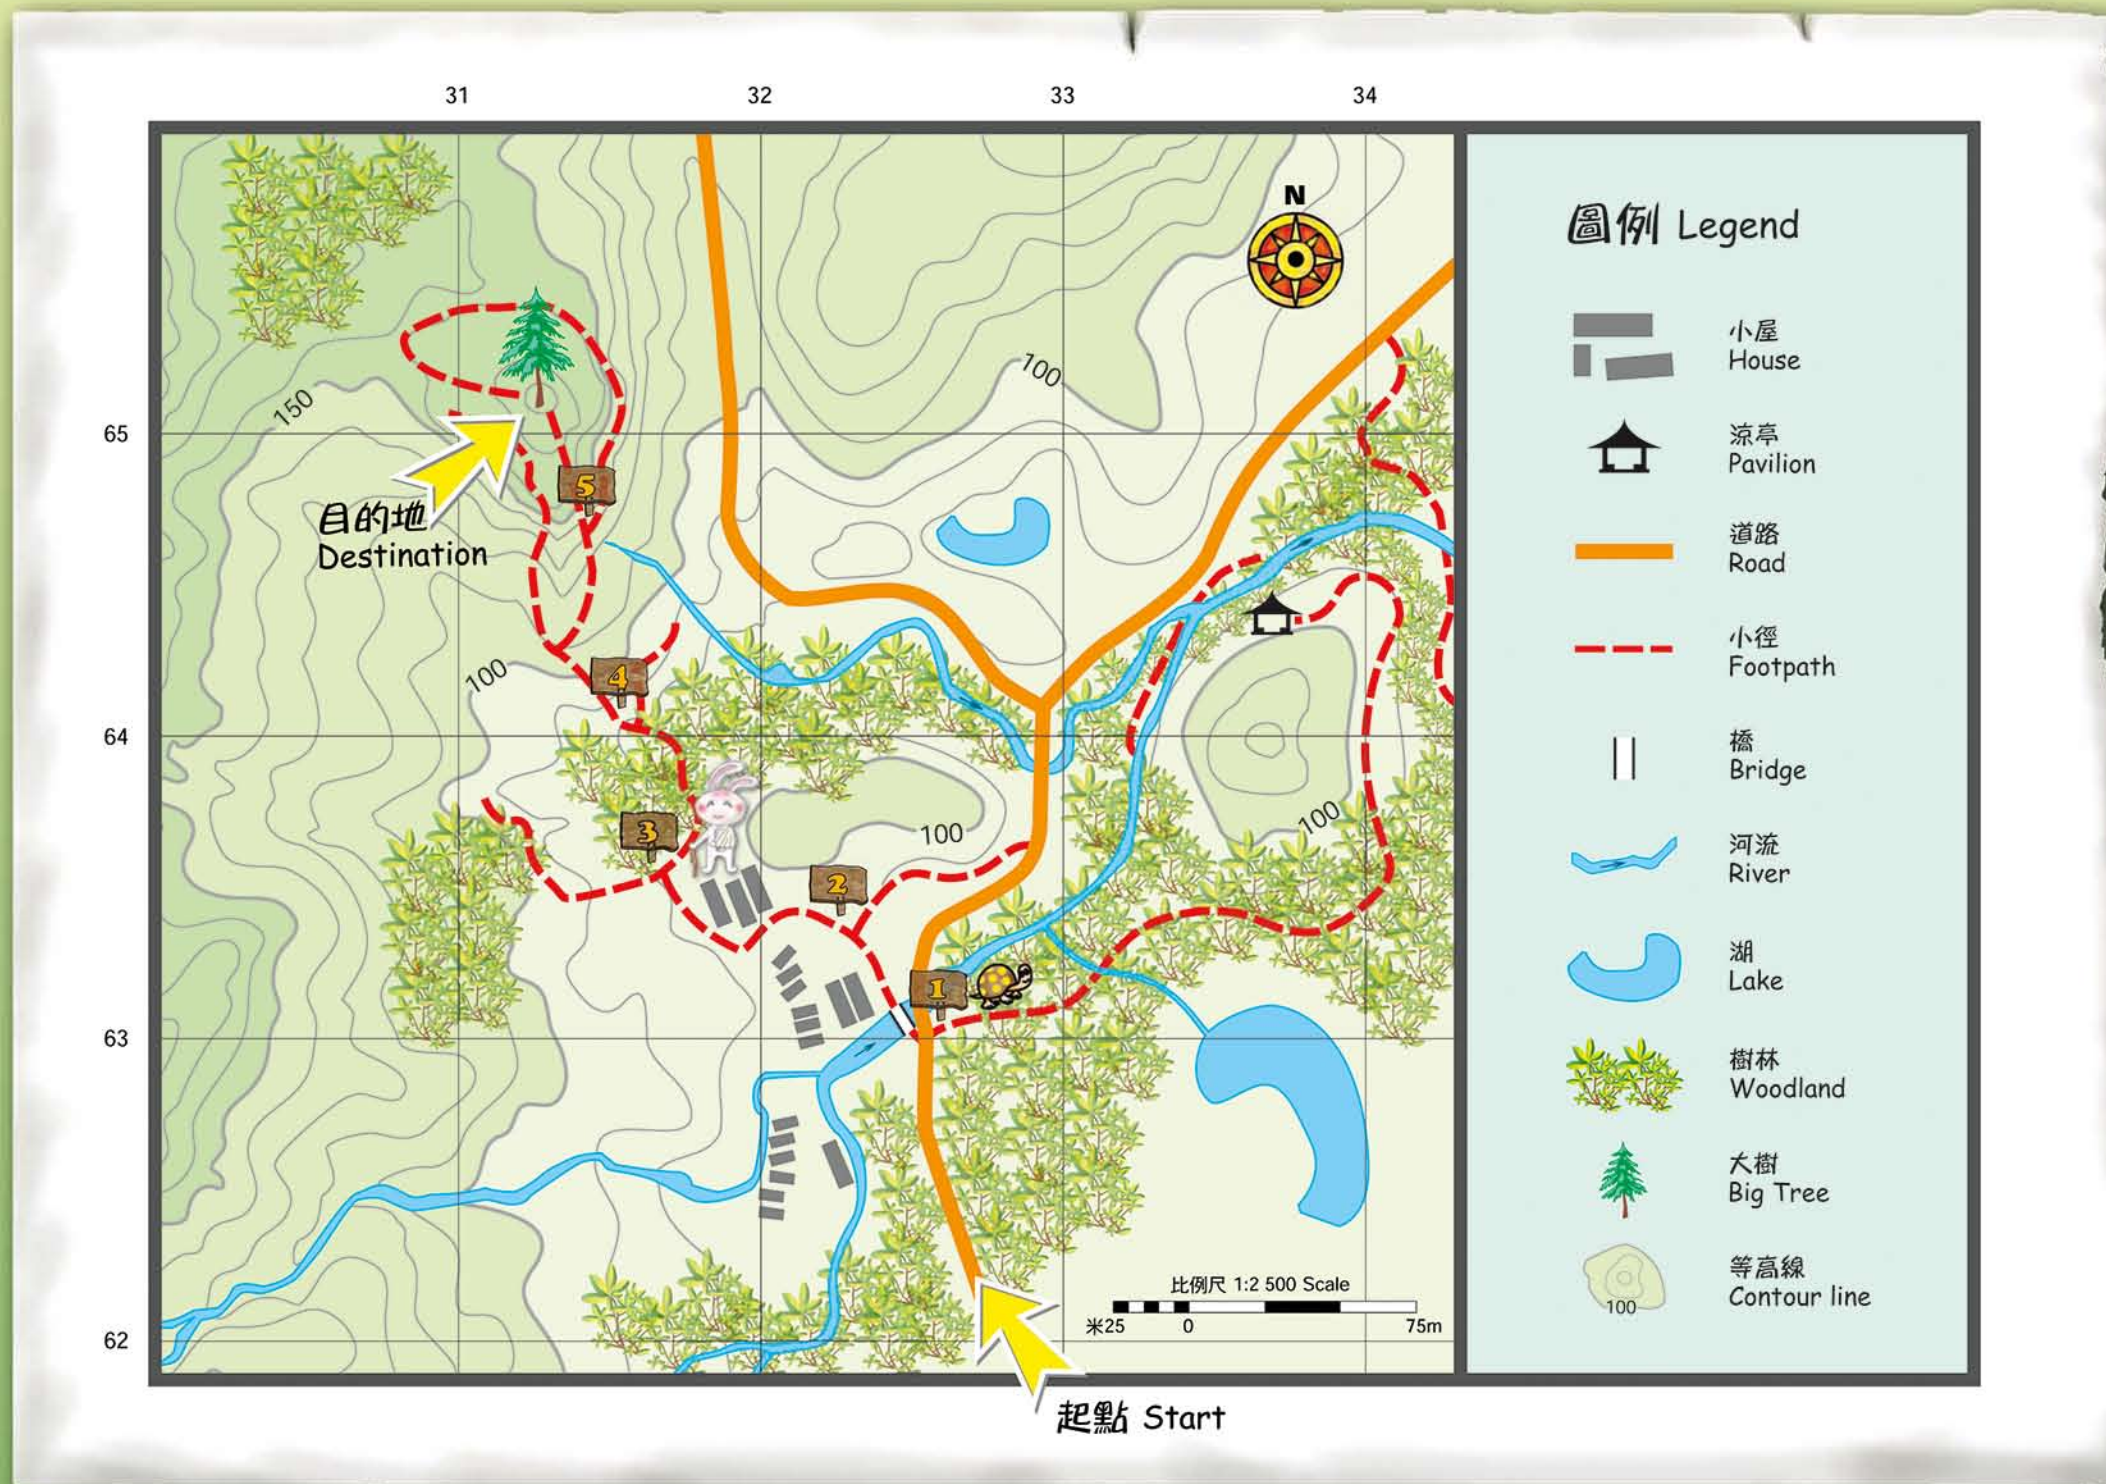 31
32
33
34
65
64
63
62
N
150
100
100
100
100
5
4
3
2
1
目的地
Destination
比例尺 1:2 500 Scale
米25 0 75m
起點 Start
圖例 Legend
小屋
House
涼亭
Pavilion
道路
Road
小徑
Footpath
橋
Bridge
河流
River
湖
Lake
樹林
Woodland
大樹
Big Tree
等高線
Contour line
100